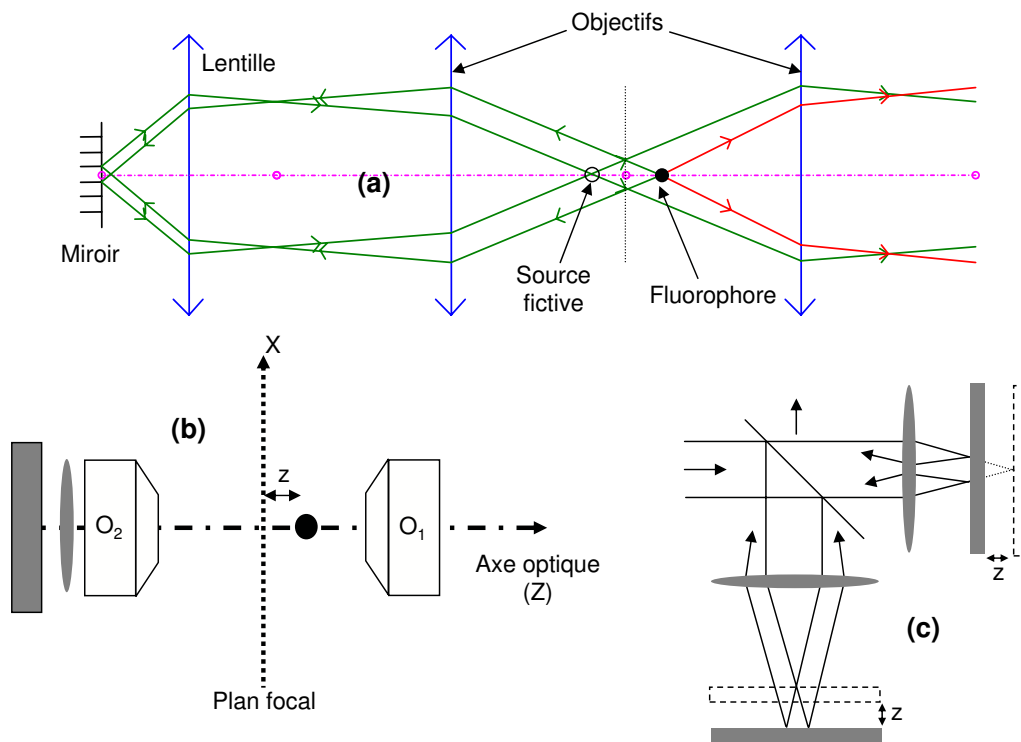 Objectifs
Lentille
(a)
Miroir
Source
fictive
Fluorophore
X
(b)
z
O2
O1
Axe optique
(Z)
Plan focal
z
(c)
z